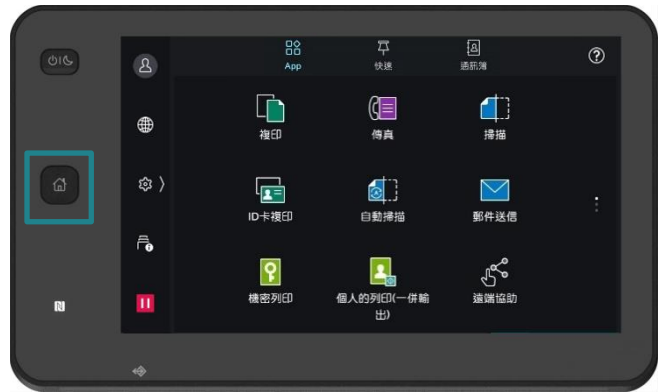 App
快速
通訊簿
複印
傳真
掃描
ID卡複印
自動掃描
郵件送信
機密列印
個人的列印(一併輸
出)
遠端協助